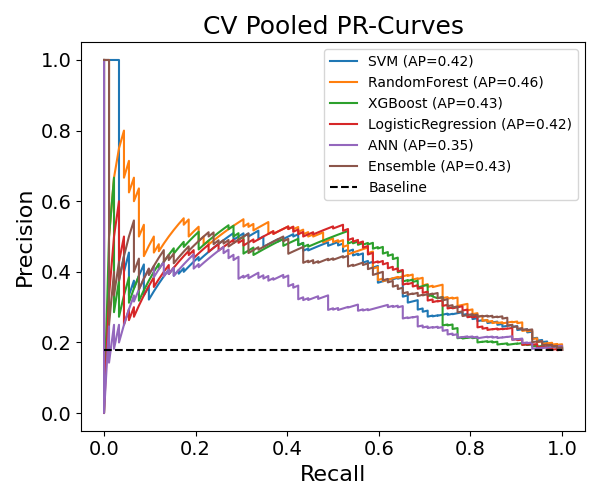 CV Pooled PR-Curves
SVM (AP=0.42)
RandomForest (AP=0.46)
XGBoost (AP=0.43)
LogisticRegression (AP=0.42)
ANN (AP=0.35)
Ensemble (AP=0.43)
Baseline
Precision
1.0
0.8
0.6
0.4
0.2
0.0
0.0 0.2 0.4 0.6 0.8 1.0
Recall